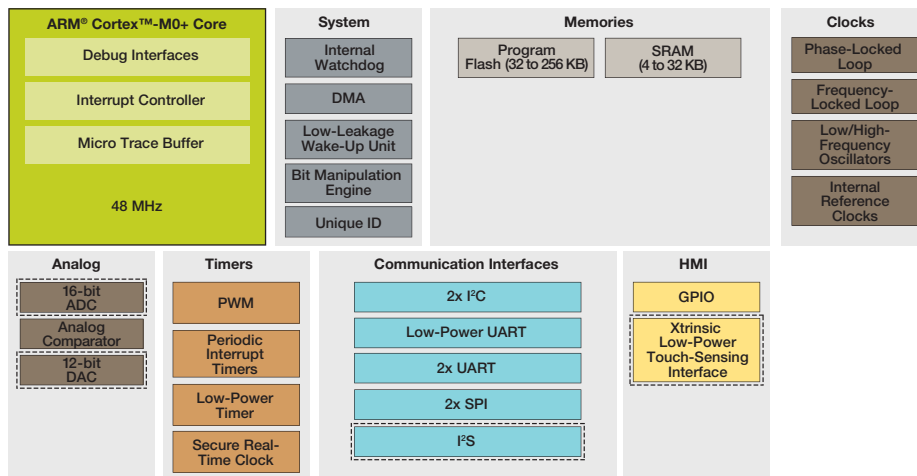 ARM® Cortex™-M0+ Core
Debug Interfaces
Interrupt Controller
Micro Trace Buffer
48 MHz
System
Internal
Watchdog
DMA
Low-Leakage
Wake-Up Unit
Bit Manipulation
Engine
Unique ID
Memories
Program
Flash (32 to 256 KB)
SRAM
(4 to 32 KB)
Clocks
Phase-Locked
Loop
Frequency-
Locked Loop
Low/High-
Frequency
Oscillators
Internal
Reference
Clocks
Analog
16-bit
ADC
Analog
Comparator
12-bit
DAC
Timers
PWM
Periodic
Interrupt
Timers
Low-Power
Timer
Secure Real-
Time Clock
Communication Interfaces
2x I²C
Low-Power UART
2x UART
2x SPI
I²S
HMI
GPIO
Xtrinsic
Low-Power
Touch-Sensing
Interface